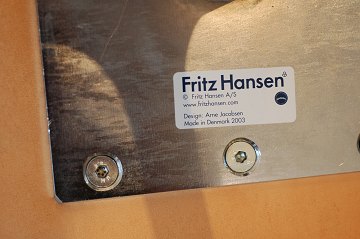 Fritz Hansen
© Fritz Hansen A/S
www.fritzhansen.com
Design: Arne Jacobsen
Made in Denmark 2003